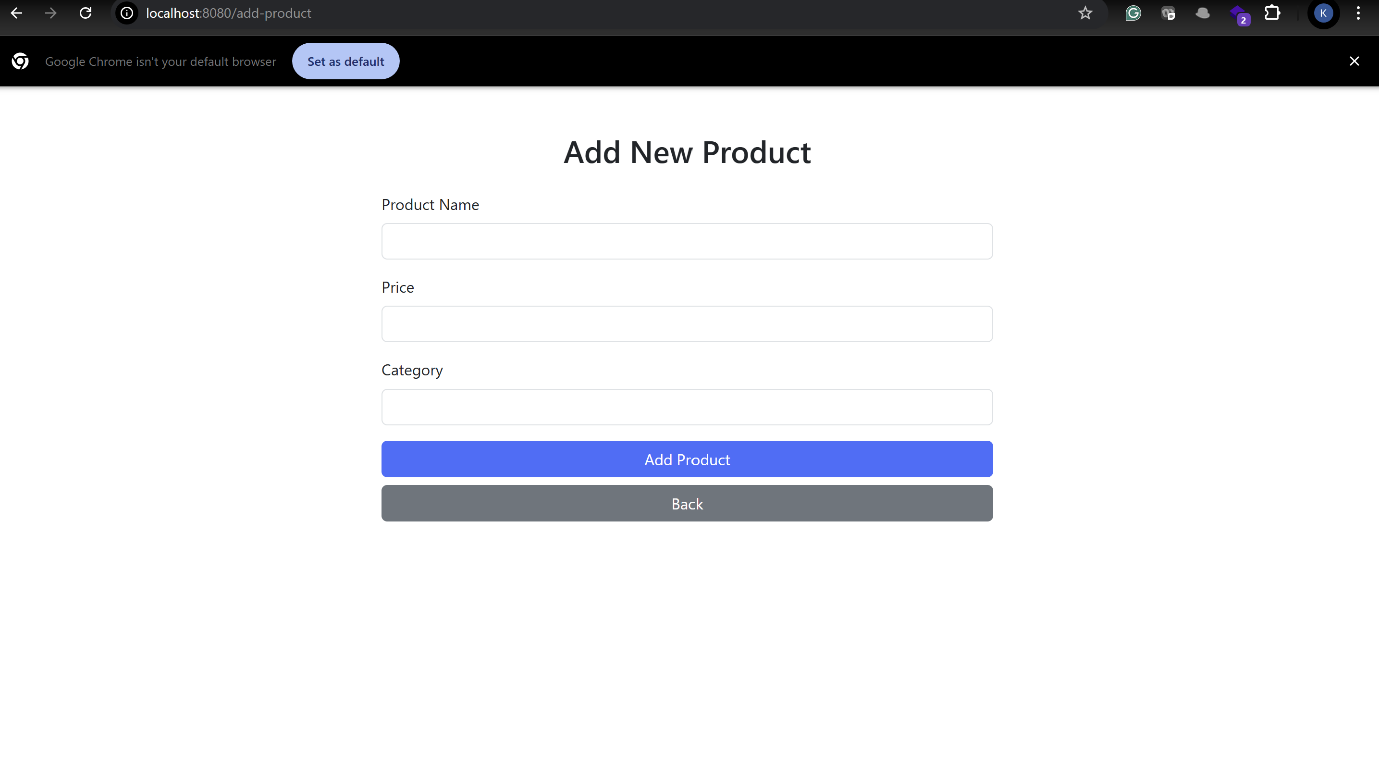 localhost:8080/add-product
2
K
Google Chrome isn't your default browser
Set as default
Add New Product
Product Name
Price
Category
Add Product
Back